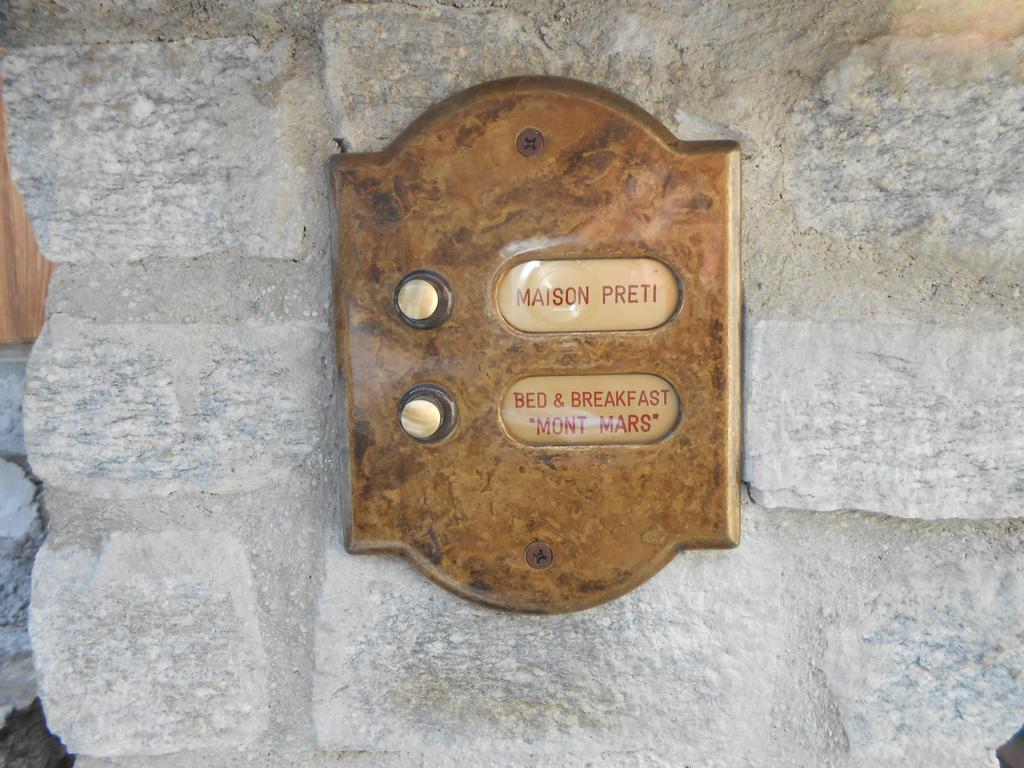 MAISON PRETI
BED & BREAKFAST
"MONT MARS"